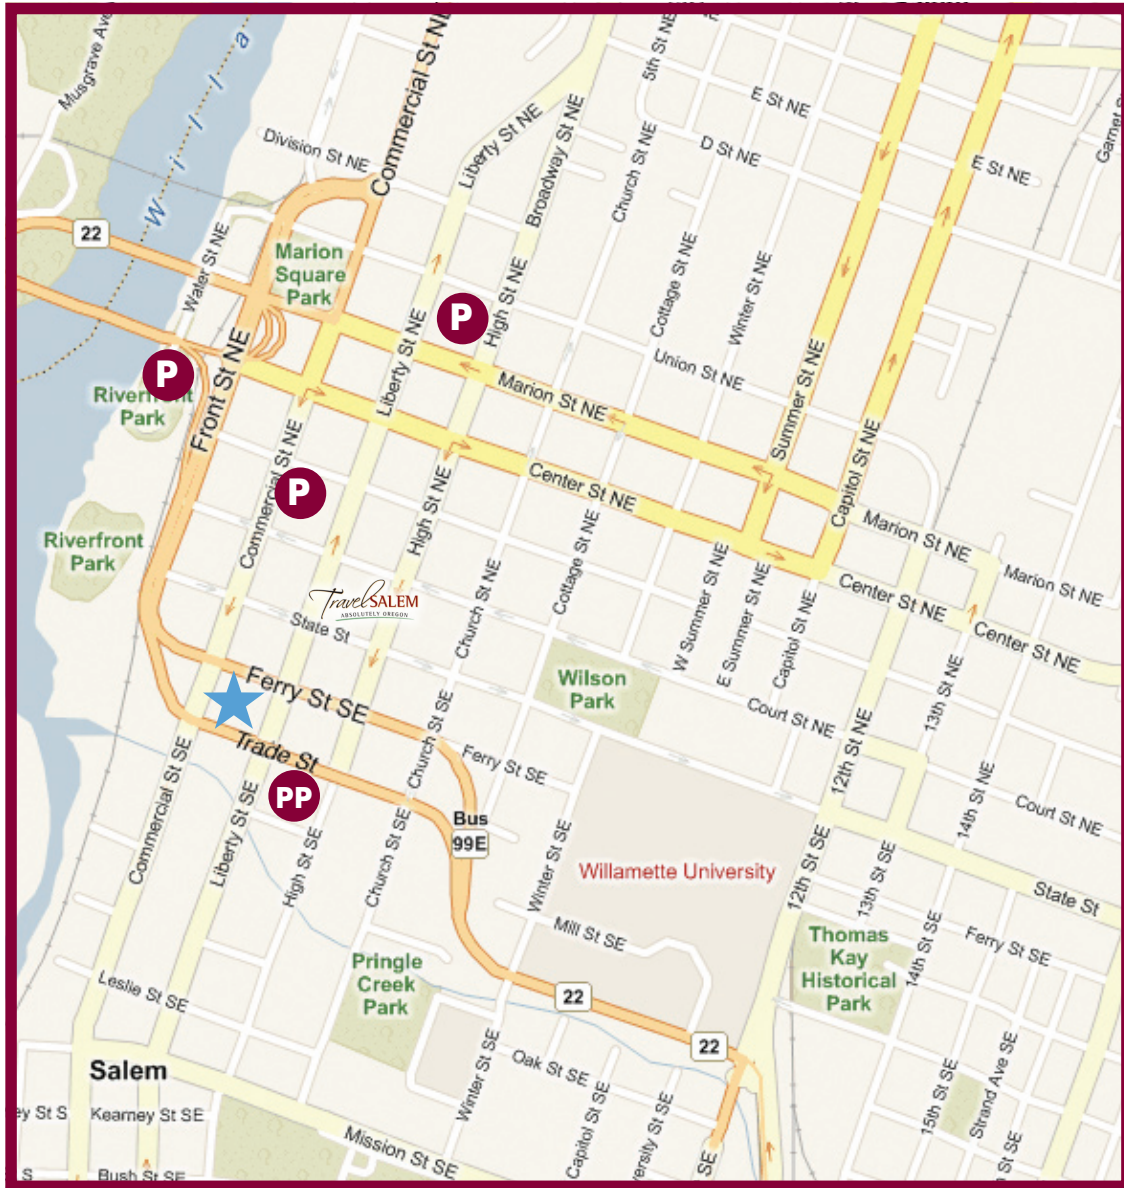 Musgrave Ave
Willa
Commercial St NE
5th St NE
Division St NE
Liberty St NE
Broadway St NE
Church St NE
E St NE
D St NE
E St NE
Garnet
22
Water St NE
Marion
Square
Park
High St NE
Cottage St NE
Winter St NE
P
P
Riverfront
Park
Front St NE
Liberty St NE
Union St NE
Marion St NE
Summer St NE
Center St NE
Capitol St NE
Commercial St NE
P
High St NE
Riverfront
Park
Marion St NE
Marion St NE
Travel SALEM
ABSOLUTELY OREGON
State St
Church St NE
Cottage St NE
W Summer St NE
E Summer St NE
Capitol St NE
Center St NE
Center St NE
Wilson
Park
Court St NE
13th St NE
12th St NE
Ferry St SE
Trade St
Church St SE
Ferry St SE
14th St NE
Court St NE
PP
Commercial St SE
Liberty St SE
High St SE
Church St SE
Bus
99E
Winter St SE
Willamette University
12th St SE
13th St SE
State St
Mill St SE
Thomas
Kay
Historical
Park
14th St SE
Ferry St SE
Pringle
Creek
Park
Leslie St SE
22
22
Salem
Winter St SE
Oak St SE
Capitol St SE
ersity St SE
SE
15th St SE
Strand Ave SE
h St SE
ey St S
Kearney St SE
Mission St SE
S
Bush St SE